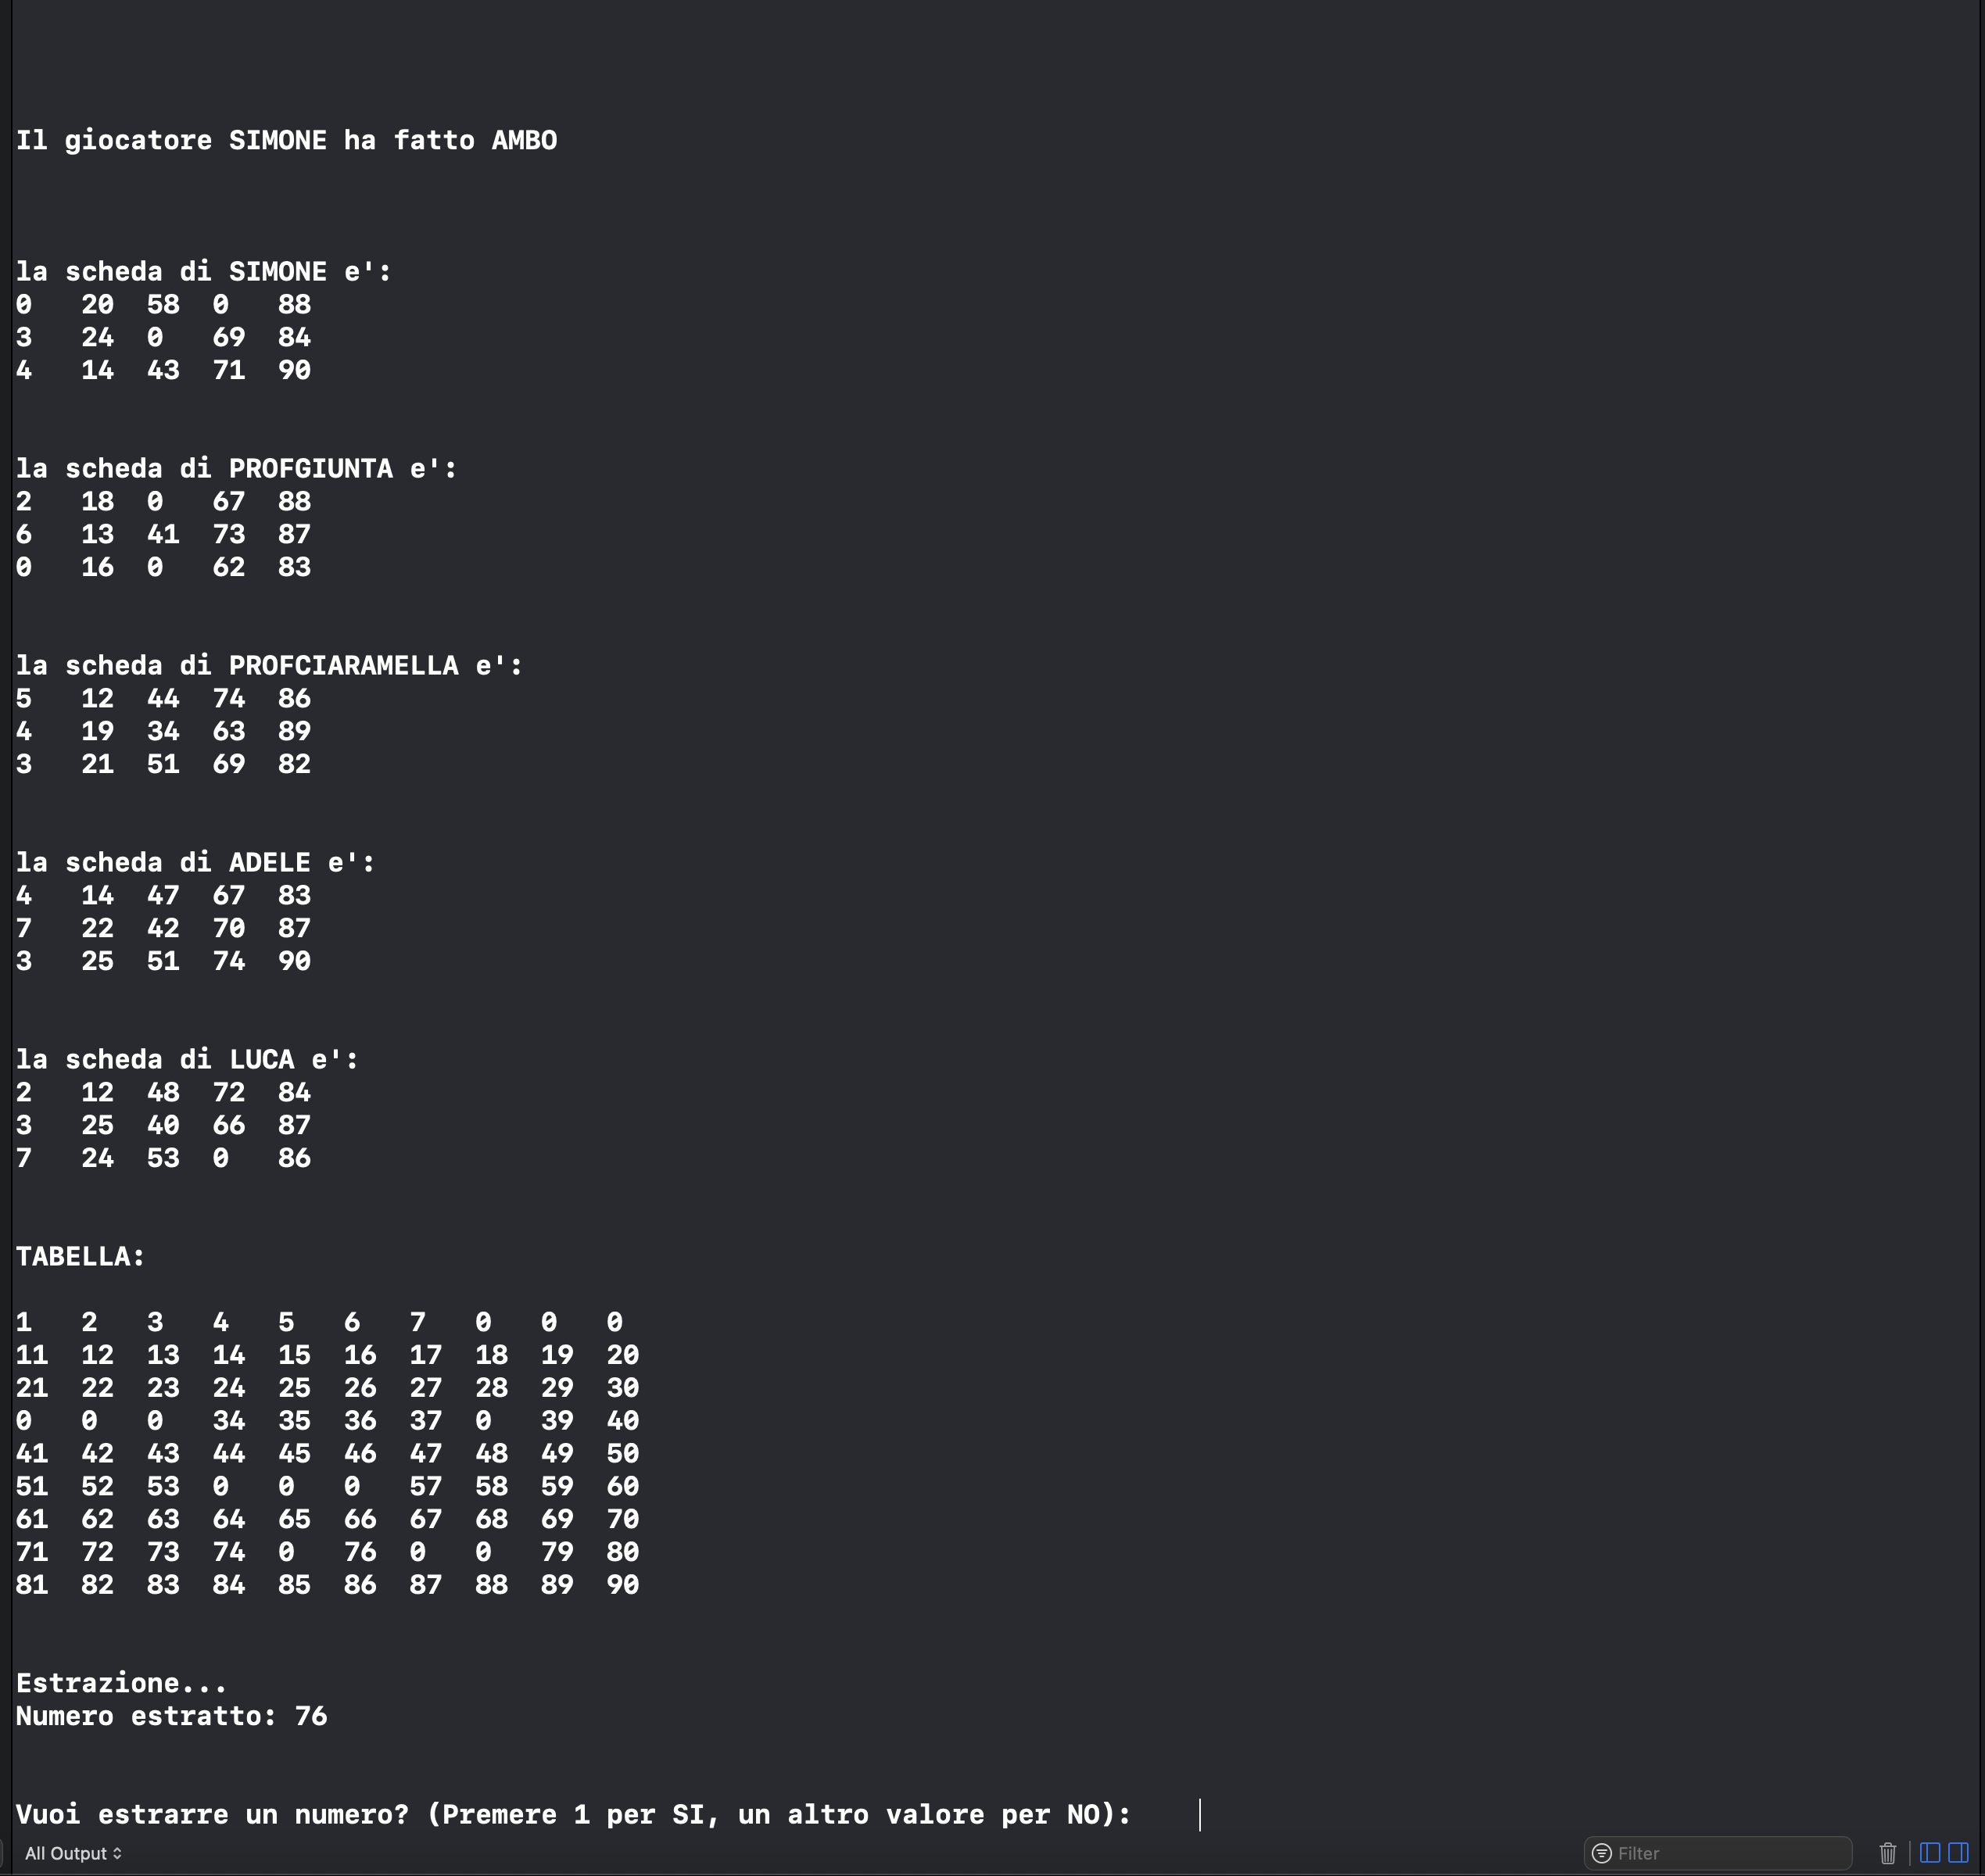 Il giocatore SIMONE ha fatto AMBO
la scheda di SIMONE e':
0 20 58 0 88
3 24 0 69 84
4 14 43 71 90
la scheda di PROFGIUNTA e':
2 18 0 67 88
6 13 41 73 87
0 16 0 62 83
la scheda di PROFCIARAMELLA e':
5 12 44 74 86
4 19 34 63 89
3 21 51 69 82
la scheda di ADELE e':
4 14 47 67 83
7 22 42 70 87
3 25 51 74 90
la scheda di LUCA e':
2 12 48 72 84
3 25 40 66 87
7 24 53 0 86
TABELLA:
1 2 3 4 5 6 7 0 0 0
11 12 13 14 15 16 17 18 19 20
21 22 23 24 25 26 27 28 29 30
0 0 0 34 35 36 37 0 39 40
41 42 43 44 45 46 47 48 49 50
51 52 53 0 0 0 57 58 59 60
61 62 63 64 65 66 67 68 69 70
71 72 73 74 0 76 0 0 79 80
81 82 83 84 85 86 87 88 89 90
Estrazione...
Numero estratto: 76
Vuoi estrarre un numero? (Premere 1 per SI, un altro valore per NO):
All Output Filter